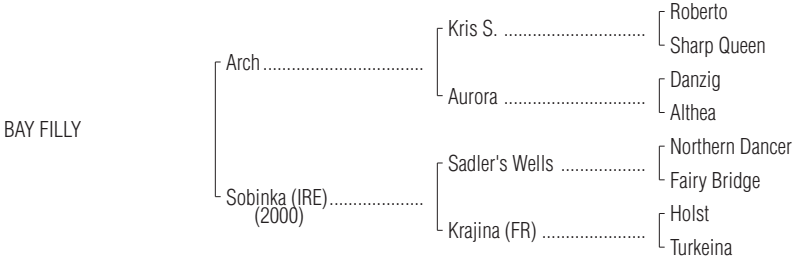 Roberto
Kris S. ................................
Sharp Queen
Arch ....................................
Danzig
Aurora ................................
Althea
BAY FILLY
Northern Dancer
Sadler's Wells ...................
Fairy Bridge
Sobinka (IRE).....................
(2000)
Holst
Krajina (FR) .......................
Turkeina